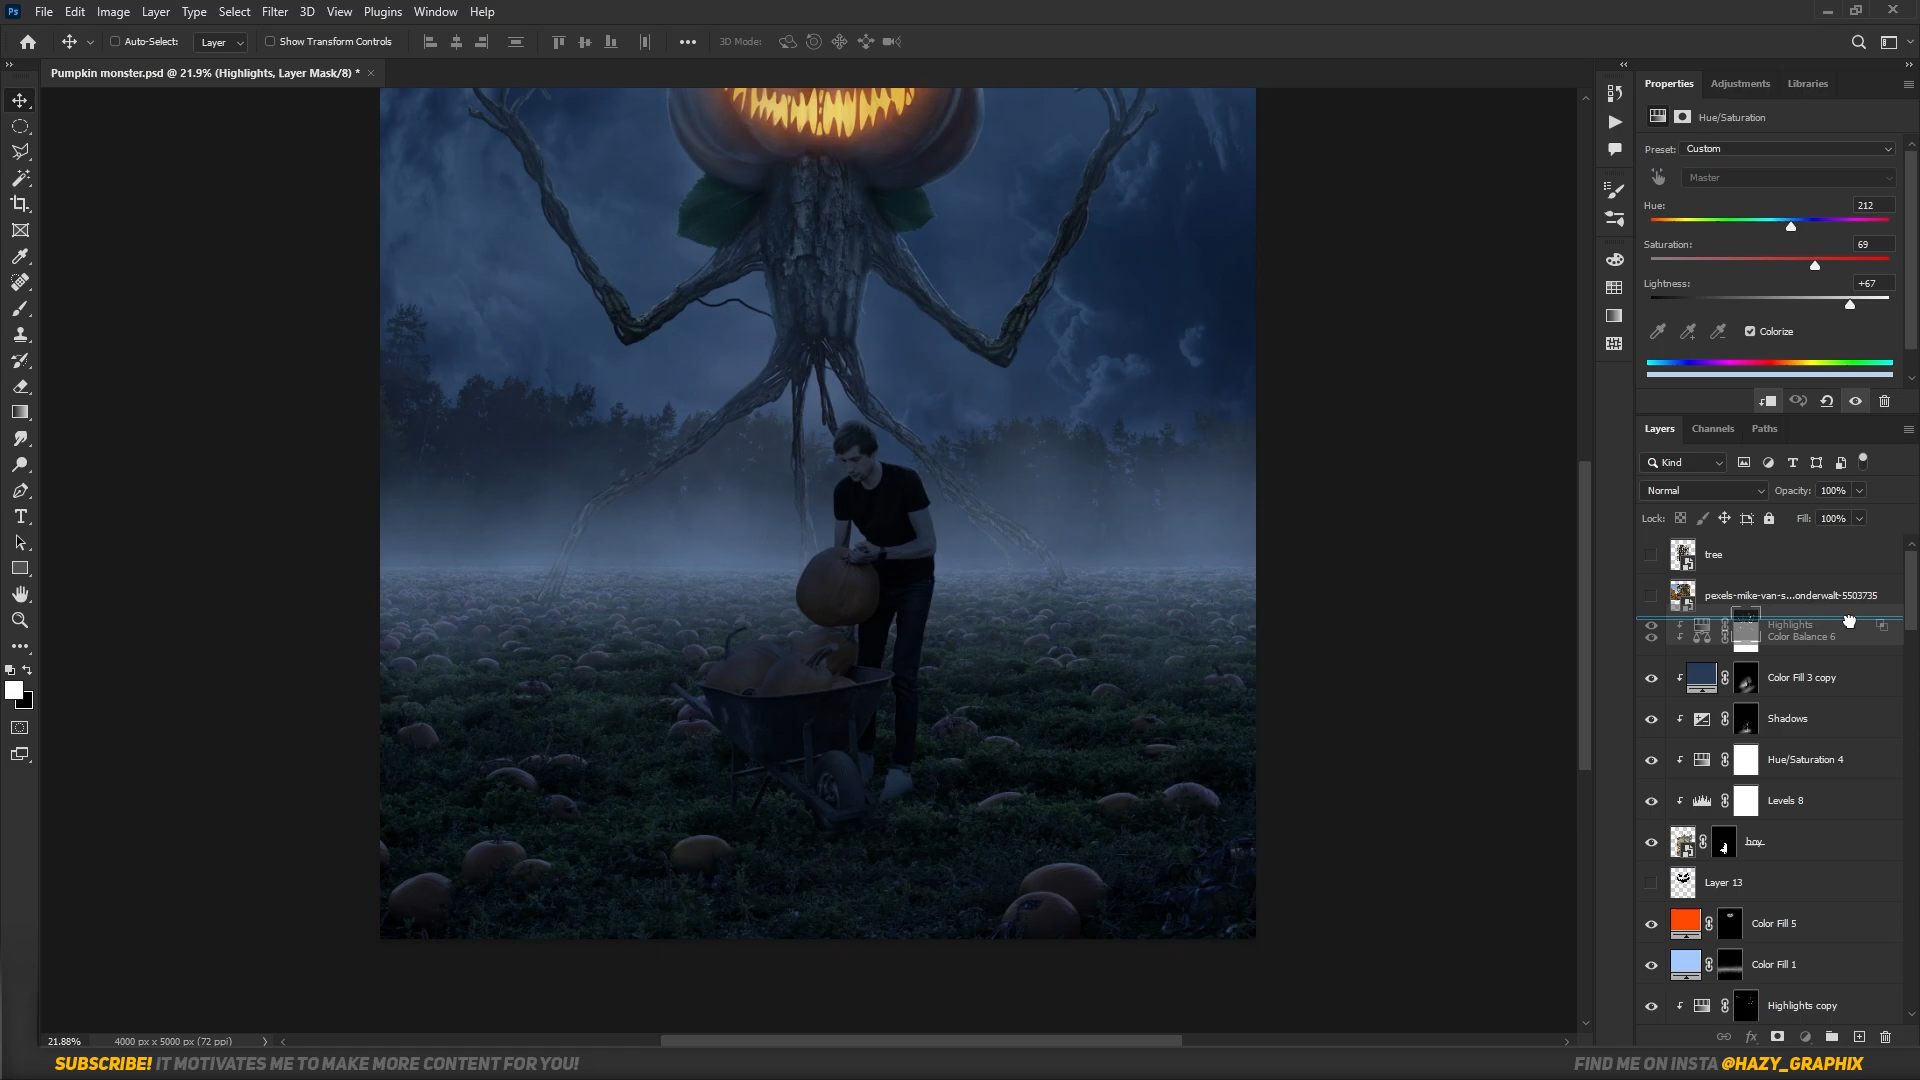 Ps File Edit Image Layer Type Select Filter 3D View Plugins Window Help
Auto-Select: Layer Show Transform Controls 3D Mode:
Pumpkin monster.psd @ 21.9% (Highlights, Layer Mask/8) *
Properties Adjustments Libraries
Hue/Saturation
Preset: Custom
Master
Hue: 212
Saturation: 69
Lightness: +67
Colorize
Layers Channels Paths
Kind
Normal Opacity: 100%
Lock: Fill: 100%
tree
pexels-mike-van-s...onderwalt-5503735
Highlights
Color Balance 6
Color Fill 3 copy
Shadows
Hue/Saturation 4
Levels 8
boy
Layer 13
Color Fill 5
Color Fill 1
Highlights copy
fx
21.88% 4000 px x 5000 px (72 ppi)
SUBSCRIBE! IT MOTIVATES ME TO MAKE MORE CONTENT FOR YOU!
FIND ME ON INSTA @HAZY_GRAPHIX